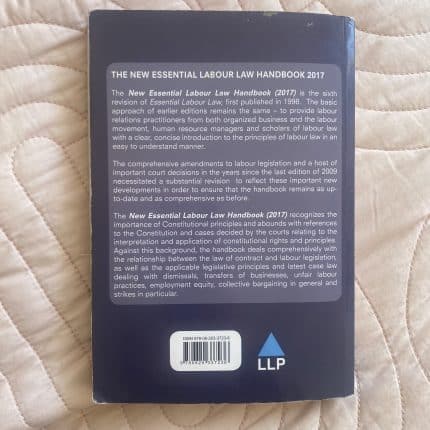 THE NEW ESSENTIAL LABOUR LAW HANDBOOK 2017
The New Essential Labour Law Handbook (2017) is the sixth
revision of Essential Labour Law, first published in 1998. The basic
approach of earlier editions remains the same – to provide labour
relations practitioners from both organized business and the labour
movement, human resource managers and scholars of labour law
with a clear, concise introduction to the principles of labour law in an
easy to understand manner.
The comprehensive amendments to labour legislation and a host of
important court decisions in the years since the last edition of 2009
necessitated a substantial revision to reflect these important new
developments in order to ensure that the handbook remains as up-
to-date and as comprehensive as before.
The New Essential Labour Law Handbook (2017) recognizes the
importance of Constitutional principles and abounds with references
to the Constitution and cases decided by the courts relating to the
interpretation and application of constitutional rights and principles.
Against this background, the handbook deals comprehensively with
the relationship between the law of contract and labour legislation,
as well as the applicable legislative principles and latest case law
dealing with dismissals, transfers of businesses, unfair labour
practices, employment equity, collective bargaining in general and
strikes in particular.
LLP